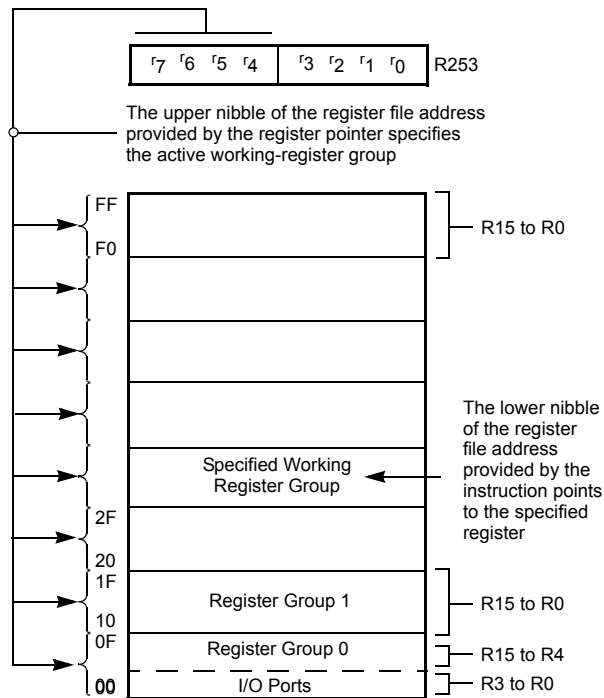 r7 r6 r5 r4 r3 r2 r1 r0 R253
The upper nibble of the register file address
provided by the register pointer specifies
the active working-register group
FF
R15 to R0
F0
The lower nibble
of the register
file address
provided by the
instruction points
to the specified
register
Specified Working
Register Group
2F
20
1F
Register Group 1
R15 to R0
10
0F
Register Group 0
R15 to R4
00
I/O Ports
R3 to R0